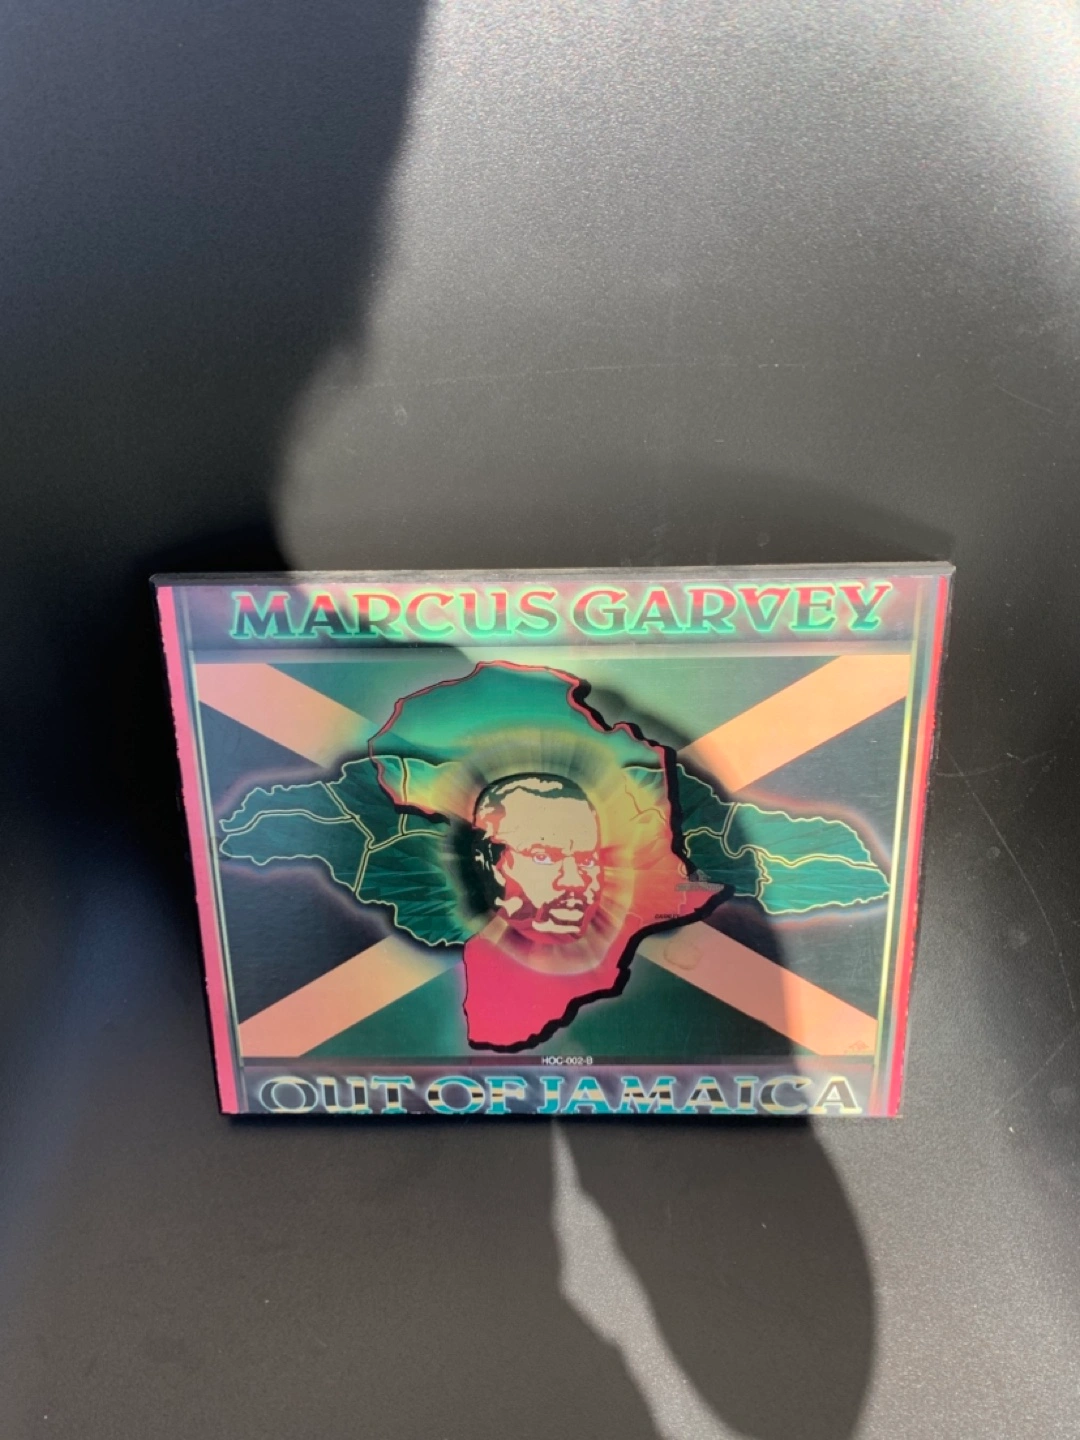 MARCUS GARVEY
HOC-002-B
OUT OF JAMAICA